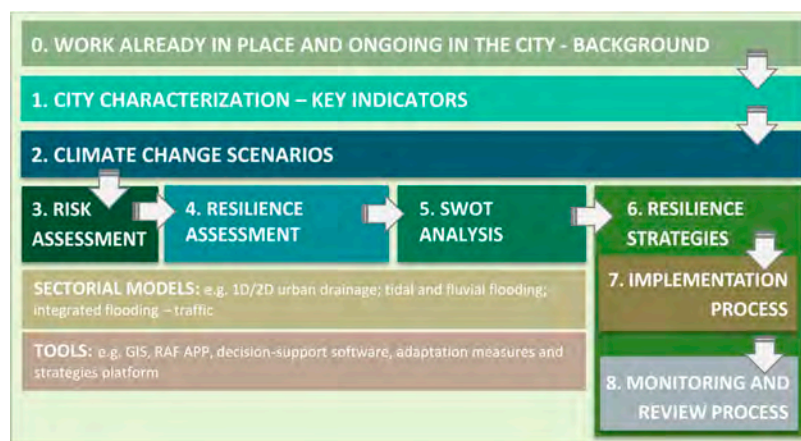 0. WORK ALREADY IN PLACE AND ONGOING IN THE CITY - BACKGROUND
1. CITY CHARACTERIZATION – KEY INDICATORS
2. CLIMATE CHANGE SCENARIOS
3. RISK
ASSESSMENT
4. RESILIENCE
ASSESSMENT
5. SWOT
ANALYSIS
6. RESILIENCE
STRATEGIES
SECTORIAL MODELS: e.g. 1D/2D urban drainage; tidal and fluvial flooding;
integrated flooding – traffic
7. IMPLEMENTATION
PROCESS
TOOLS: e.g. GIS, RAF APP, decision-support software, adaptation measures and
strategies platform
8. MONITORING AND
REVIEW PROCESS